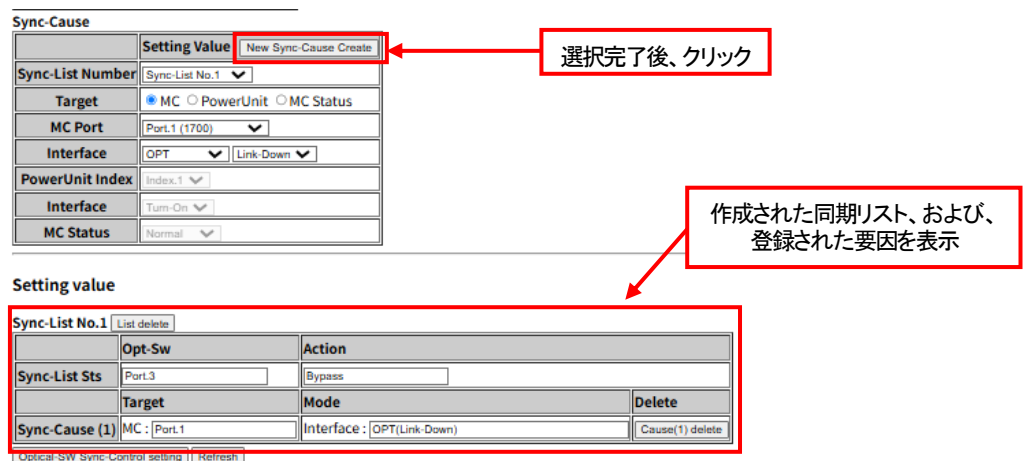 Sync-Cause
Setting Value New Sync-Cause Create
選択完了後、クリック
Sync-List Number Sync-List No.1
Target MC PowerUnit MC Status
MC Port Port.1 (1700)
Interface OPT Link-Down
PowerUnit Index Index.1
Interface Turn-On
MC Status Normal
作成された同期リスト、および、
登録された要因を表示
Setting value
Sync-List No.1 List delete
Opt-Sw Action
Sync-List Sts Port.3 Bypass
Target Mode Delete
Sync-Cause (1) MC : Port.1 Interface : OPT(Link-Down) Cause(1) delete
Optical-SW Sync-Control setting Refresh